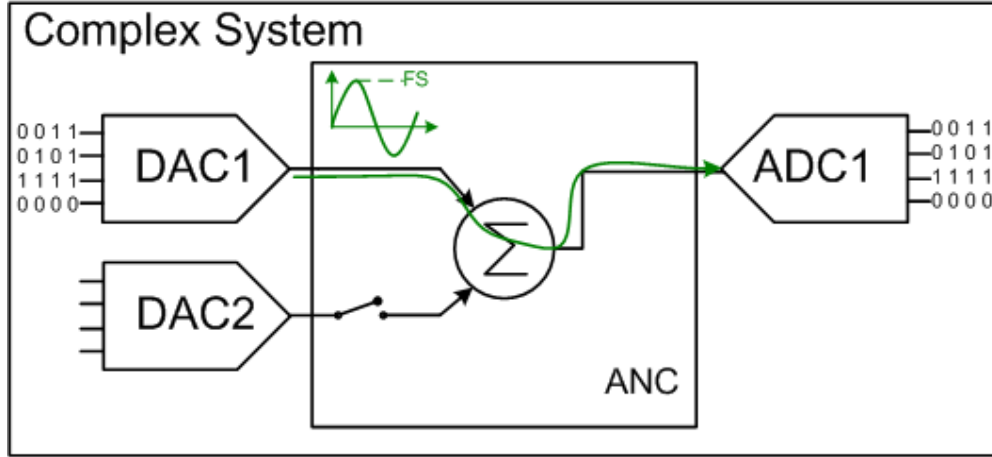 Complex System
-FS
0 0 1 1
0 1 0 1
1 1 1 1
0 0 0 0
DAC1
Σ
ADC1
0 0 1 1
0 1 0 1
1 1 1 1
0 0 0 0
DAC2
ANC